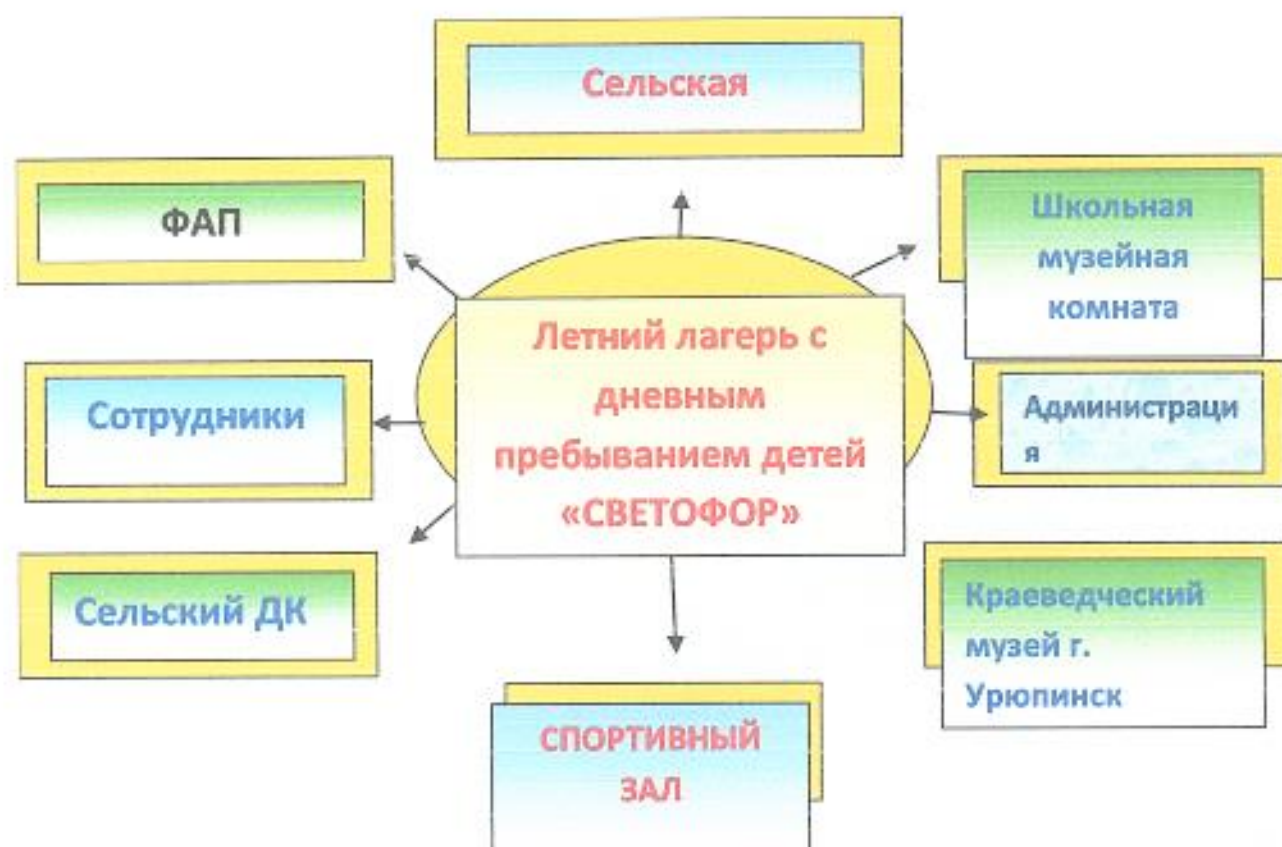 Сельская
ФАП
Школьная
музейная
комната
Летний лагерь с
дневным
пребыванием детей
«СВЕТОФОР»
Сотрудники
Администраци
я
Сельский ДК
Краеведческий
музей г.
Урюпинск
СПОРТИВНЫЙ
ЗАЛ